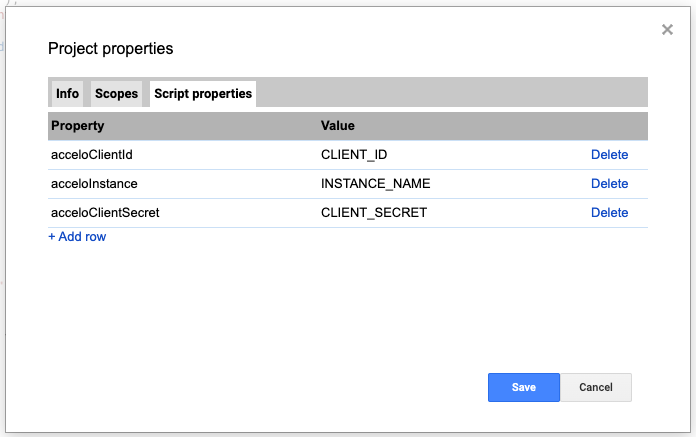 Project properties
×
Info Scopes Script properties
Property Value
acceloClientId CLIENT_ID Delete
acceloInstance INSTANCE_NAME Delete
acceloClientSecret CLIENT_SECRET Delete
+ Add row
Save Cancel